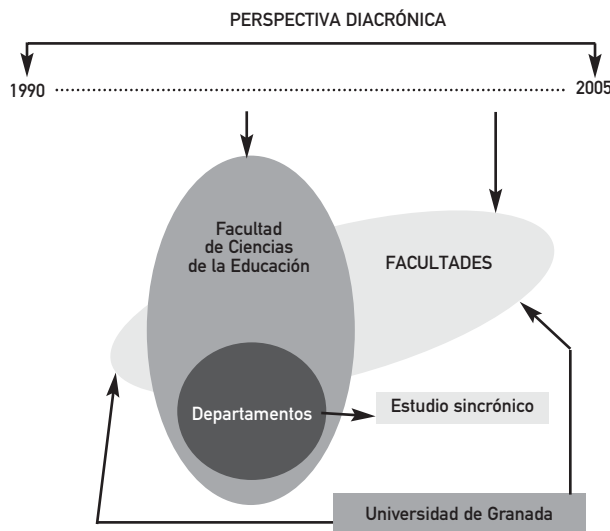 PERSPECTIVA DIACRÓNICA
1990
2005
Facultad
de Ciencias
de la Educación
FACULTADES
Departamentos
Estudio sincrónico
Universidad de Granada